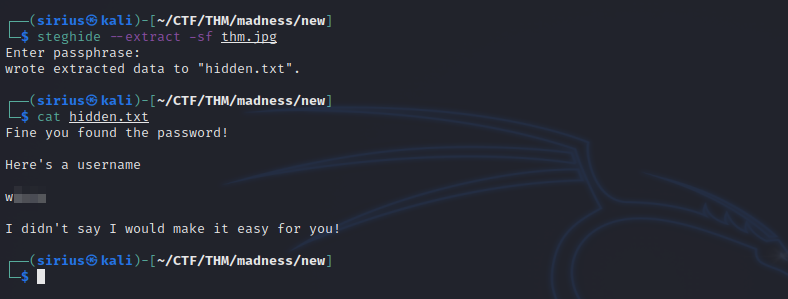 ┌──(sirius㉿kali)-[~/CTF/THM/madness/new]
└─$ steghide --extract -sf thm.jpg
Enter passphrase:
wrote extracted data to "hidden.txt".
┌──(sirius㉿kali)-[~/CTF/THM/madness/new]
└─$ cat hidden.txt
Fine you found the password!
Here's a username
w
I didn't say I would make it easy for you!
┌──(sirius㉿kali)-[~/CTF/THM/madness/new]
└─$